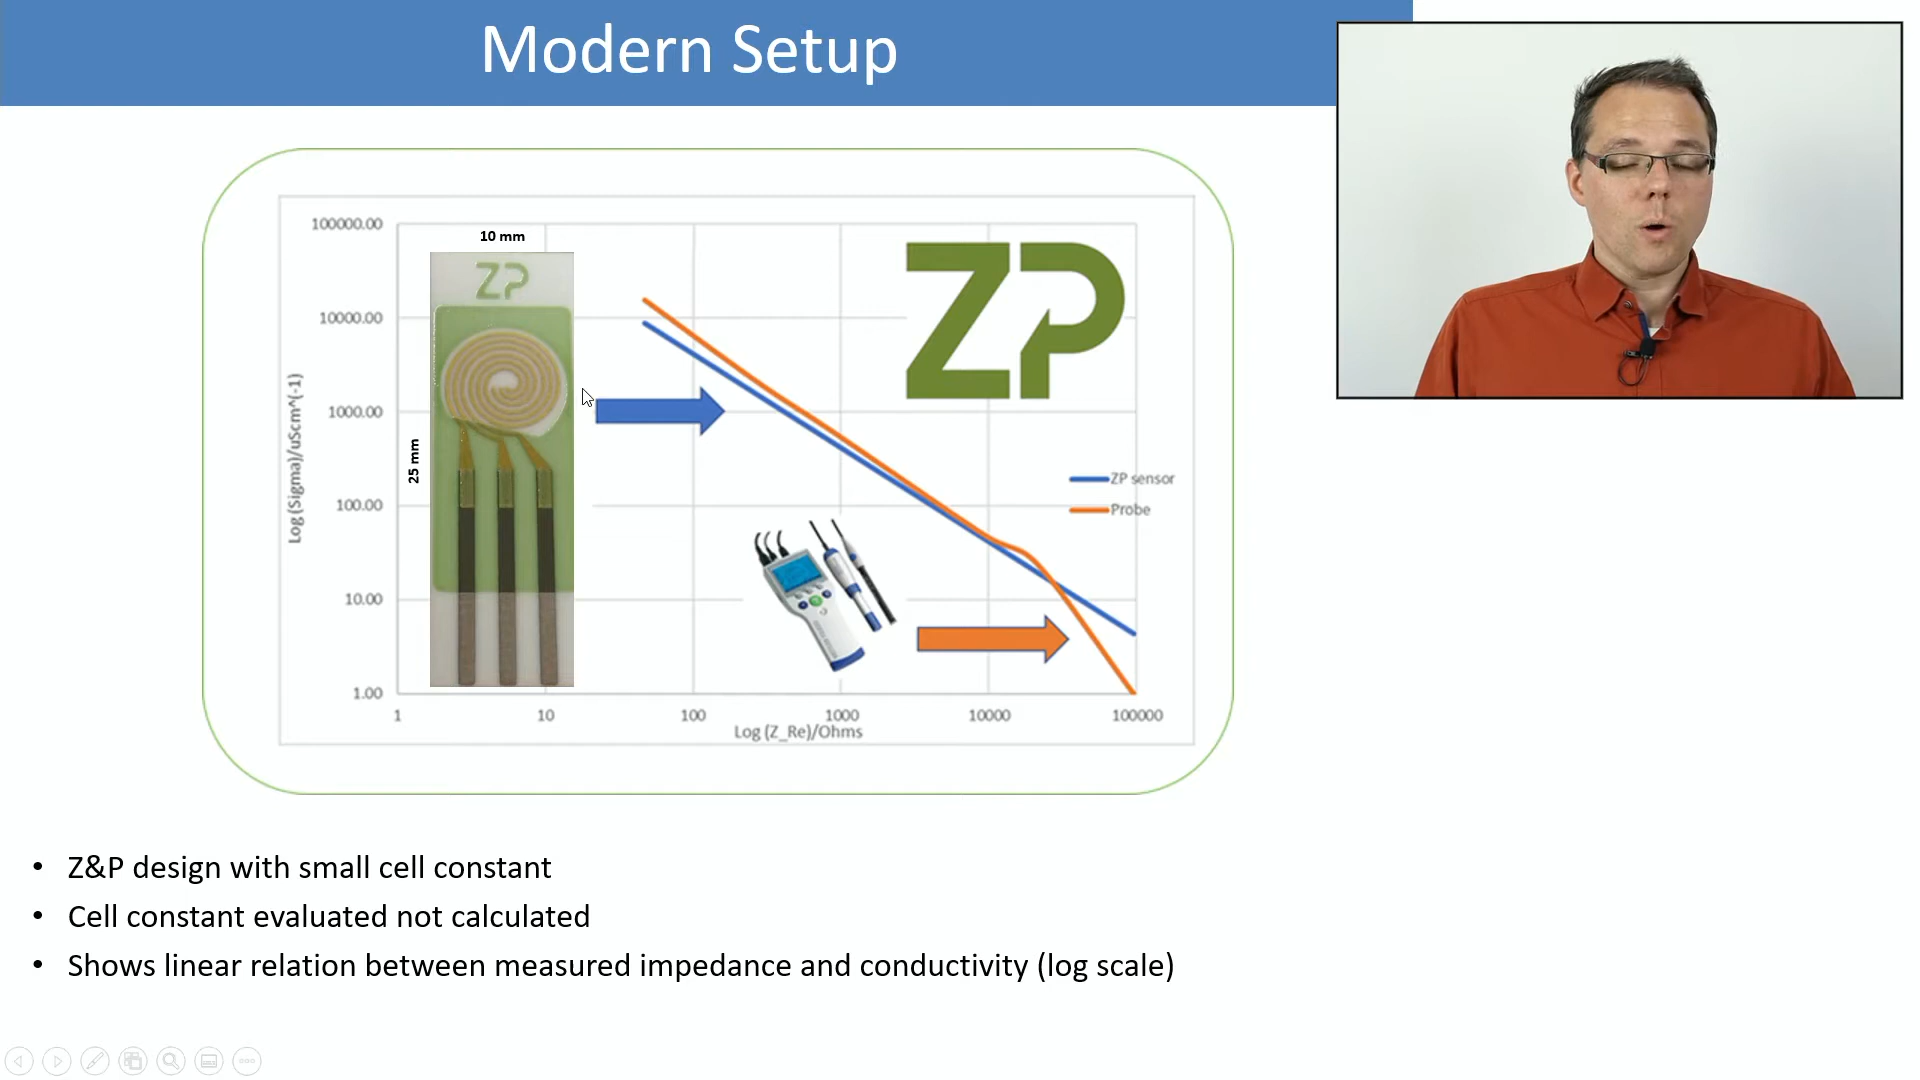 Modern Setup
100000.00
10000.00
1000.00
100.00
10.00
1.00
Log (Sigma)/uScm^(-1)
10 mm
25 mm
ZP
ZP
ZP sensor
Probe
1
10
100
1000
10000
100000
Log (Z_Re)/Ohms
• Z&P design with small cell constant
• Cell constant evaluated not calculated
• Shows linear relation between measured impedance and conductivity (log scale)